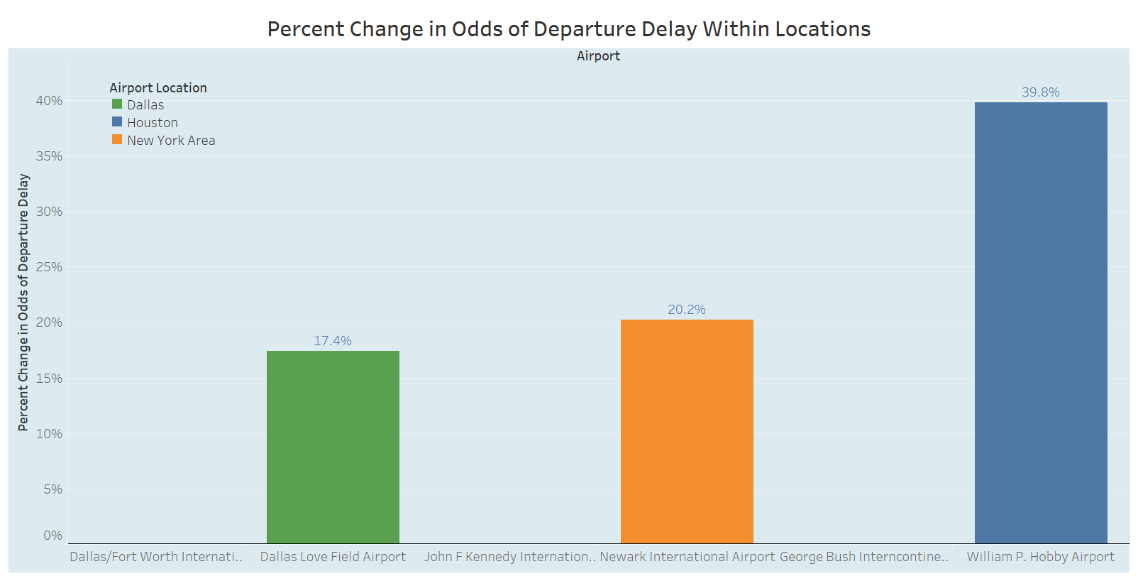 Percent Change in Odds of Departure Delay Within Locations
Airport
Airport Location
Dallas
Houston
New York Area
Percent Change in Odds of Departure Delay
40%
35%
30%
25%
20%
15%
10%
5%
0%
17.4%
20.2%
39.8%
Dallas/Fort Worth Internati.. Dallas Love Field Airport John F Kennedy Internation.. Newark International Airport George Bush Interncontine.. William P. Hobby Airport